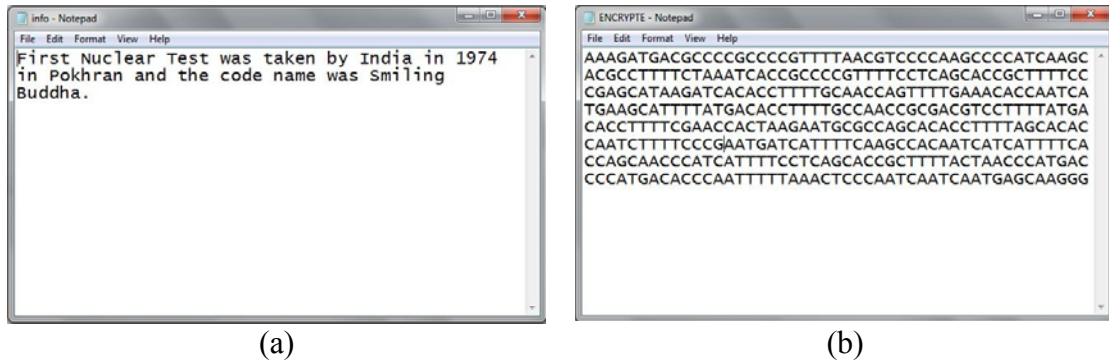 info - Notepad
File Edit Format View Help
First Nuclear Test was taken by India in 1974
in Pokhran and the code name was Smiling
Buddha.
(a)
ENCRYPTE - Notepad
File Edit Format View Help
AAAGATGACGCCCCGCCCCGTTTTAACGTCCCCAAGCCCCATCAAGC
ACGCCTTTTCTAAATCACCGCCCCGTTTTCCTCAGCACCGCTTTTCC
CGAGCATAAGATCACACCTTTTGCAACCAGTTTTGAAACACCAATCA
TGAAGCATTTTATGACACCTTTTGCCAACCGCGACGTCCTTTTATGA
CACCTTTTCGAACCACTAAGAATGCGCCAGCACACCTTTTAGCACAC
CAATCTTTTCCCGAATGATCATTTTCAAGCCACAATCATCATTTTCA
CCAGCAACCCATCATTTTCCTCAGCACCGCTTTTACTAACCCATGAC
CCCATGACACCCAATTTTTAAACTCCCAATCAATCAATGAGCAAGGG
(b)